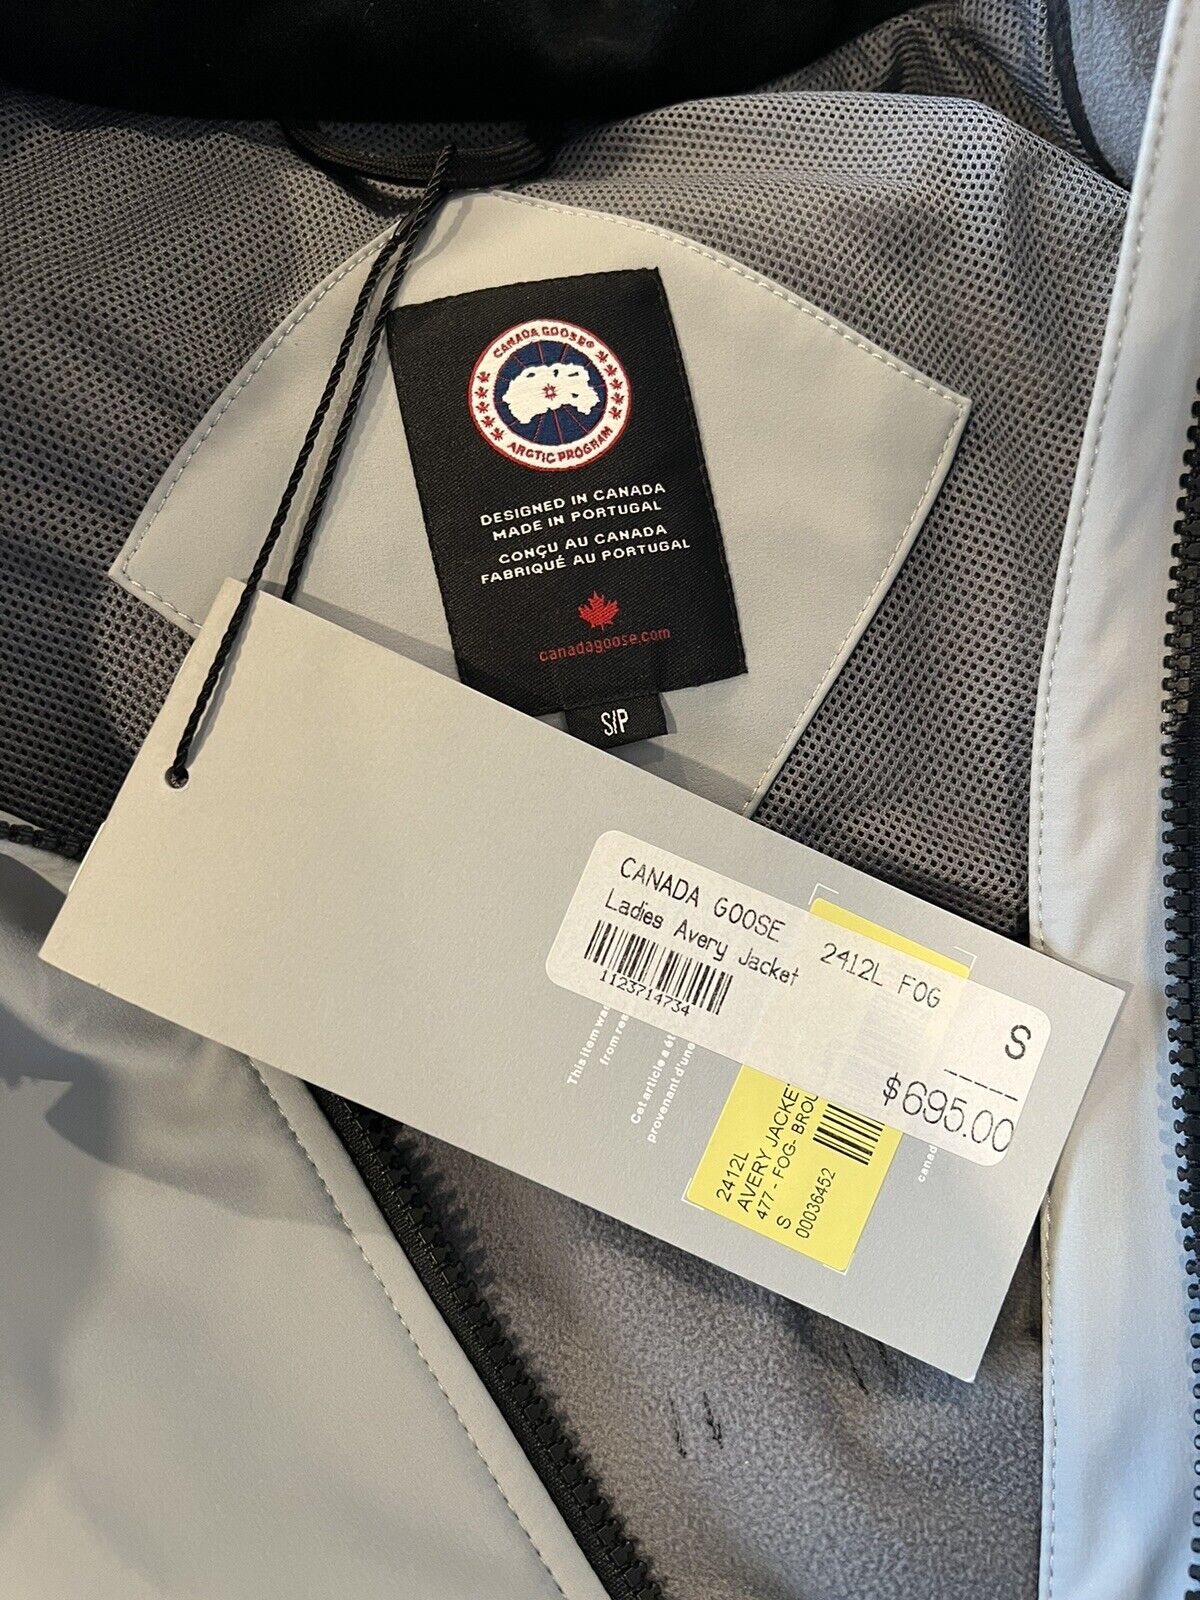 CANADA GOOSE®
ARCTIC PROGRAM
DESIGNED IN CANADA
MADE IN PORTUGAL
CONÇU AU CANADA
FABRIQUÉ AU PORTUGAL
canadagoose.com
S/P
CANADA GOOSE
Ladies Avery Jacket
1123714734
2412L FOG
S
$695.00
This item
from
Cet article a
provenant d'une
2412L
AVERY
477 - FOG-
S
00036452